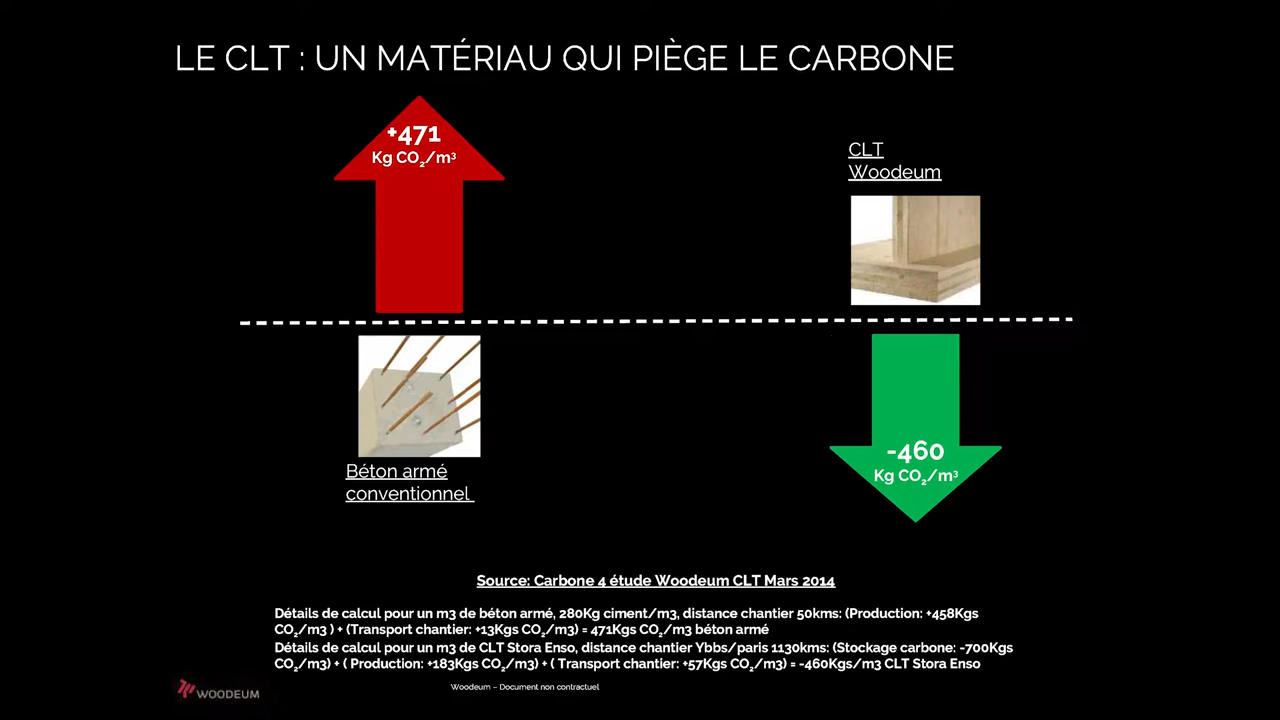 LE CLT : UN MATÉRIAU QUI PIÈGE LE CARBONE
+471
Kg CO₂/m³
CLT
Woodeum
Béton armé
conventionnel
-460
Kg CO₂/m³
Source: Carbone 4 étude Woodeum CLT Mars 2014
Détails de calcul pour un m3 de béton armé, 280Kg ciment/m3, distance chantier 50kms: (Production: +458Kgs
CO₂/m3 ) + (Transport chantier: +13Kgs CO₂/m3) = 471Kgs CO₂/m3 béton armé
Détails de calcul pour un m3 de CLT Stora Enso, distance chantier Ybbs/paris 1130kms: (Stockage carbone: -700Kgs
CO₂/m3) + ( Production: +183Kgs CO₂/m3) + ( Transport chantier: +57Kgs CO₂/m3) = -460Kgs/m3 CLT Stora Enso
WOODEUM
Woodeum – Document non contractuel